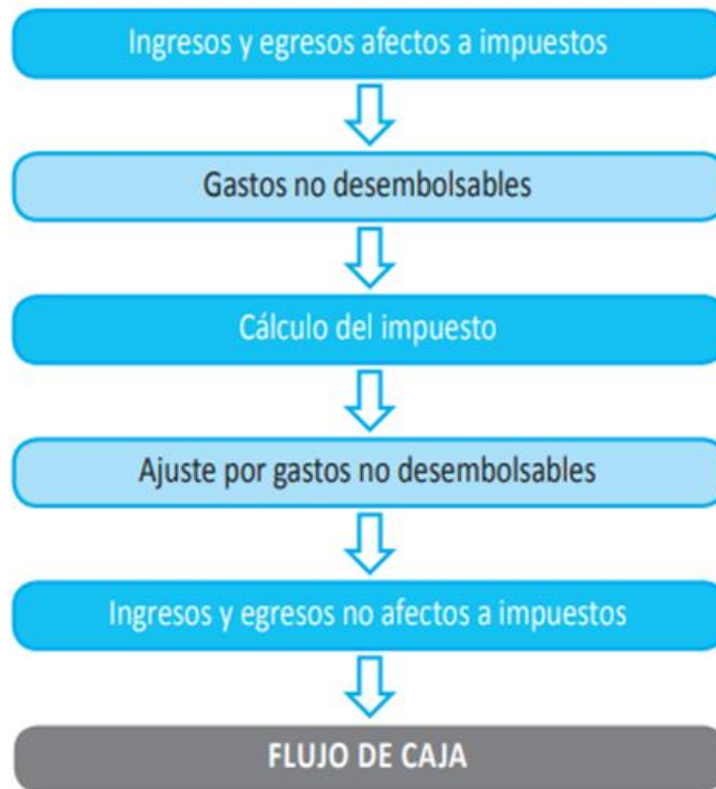 Ingresos y egresos afectos a impuestos
Gastos no desembolsables
Cálculo del impuesto
Ajuste por gastos no desembolsables
Ingresos y egresos no afectos a impuestos
FLUJO DE CAJA